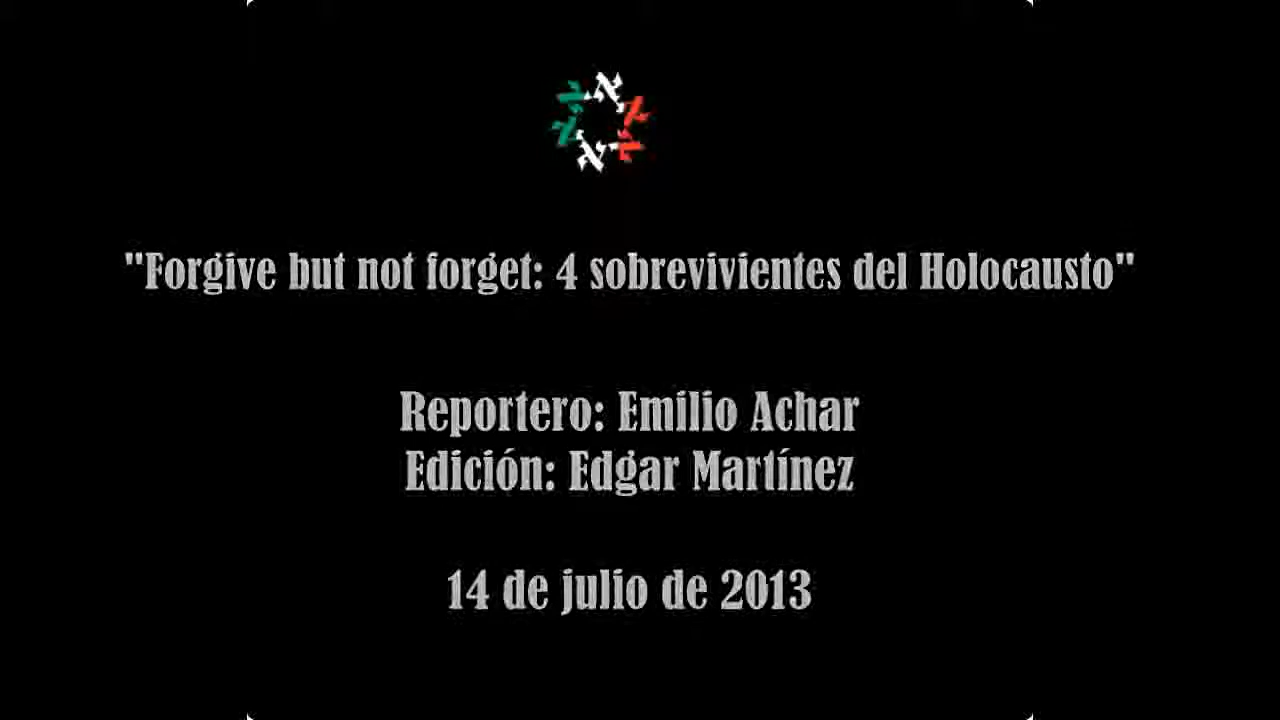 "Forgive but not forget: 4 sobrevivientes del Holocausto"
Reportero: Emilio Achar
Edición: Edgar Martínez
14 de julio de 2013